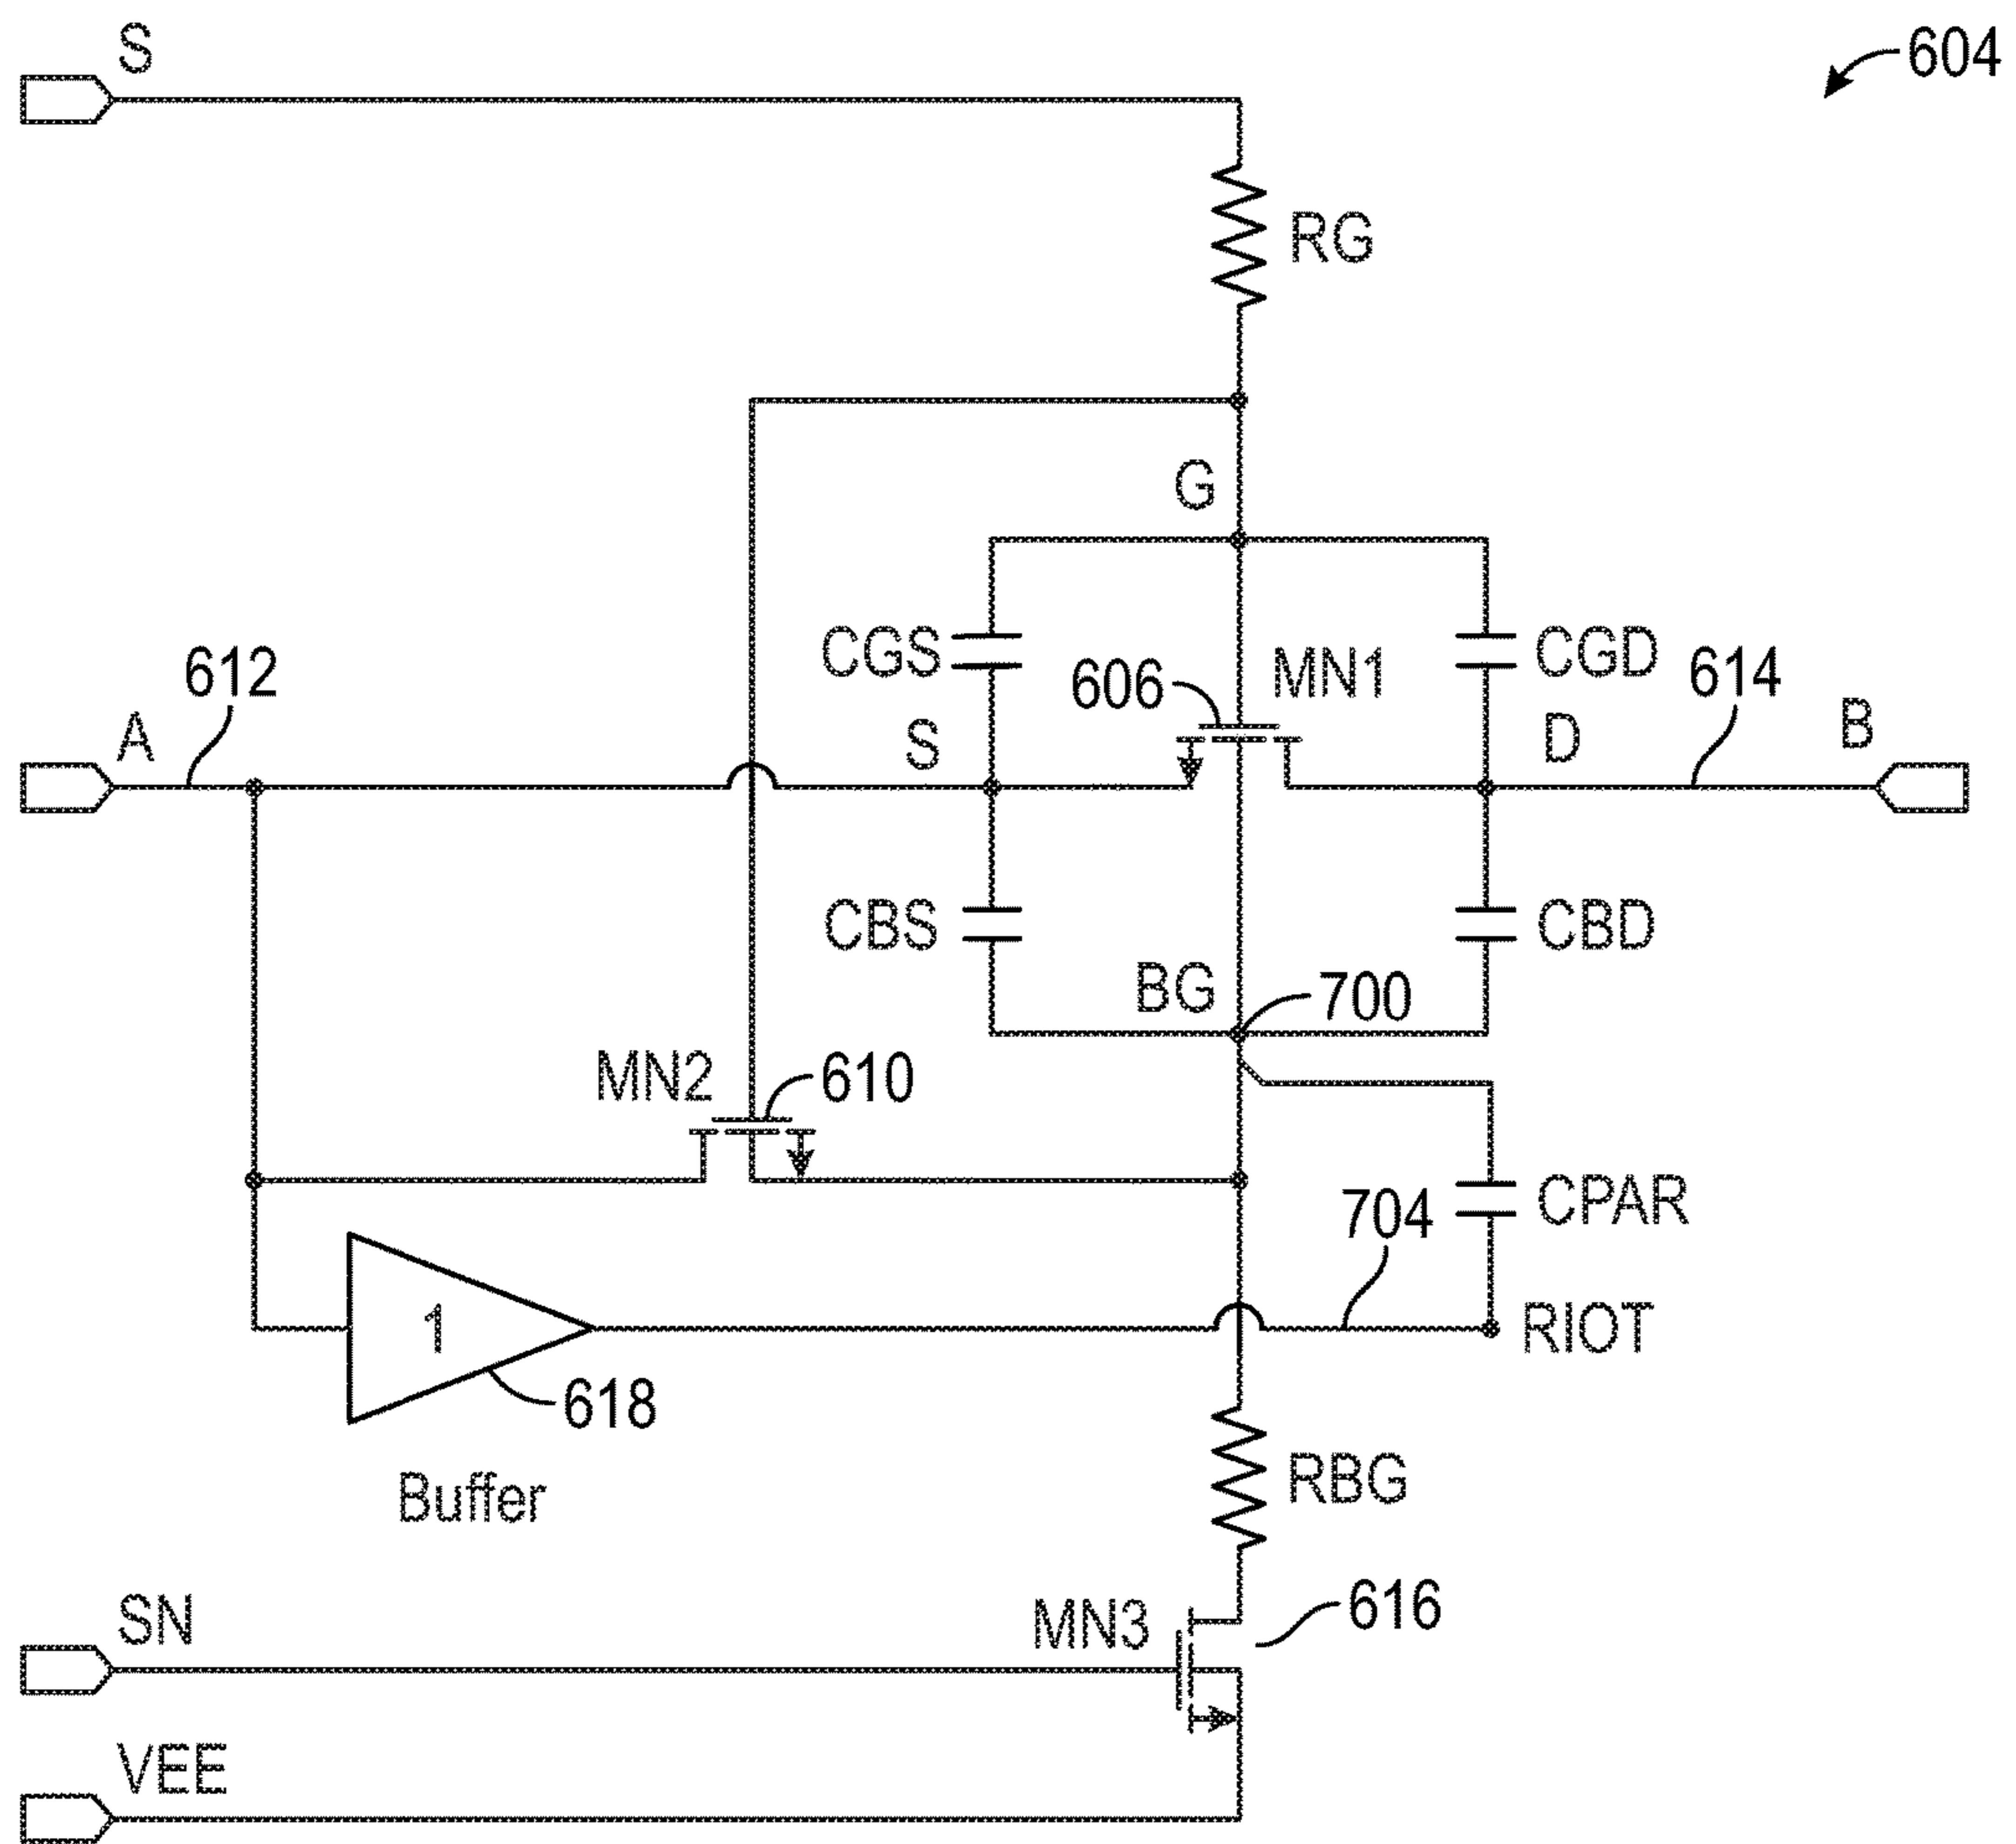 S
604
RG
G
CGS
CGD
606
MN1
612
614
A
S
D
B
CBS
CBD
BG
700
MN2
610
CPAR
704
1
RIOT
618
RBG
Buffer
SN
MN3
616
VEE